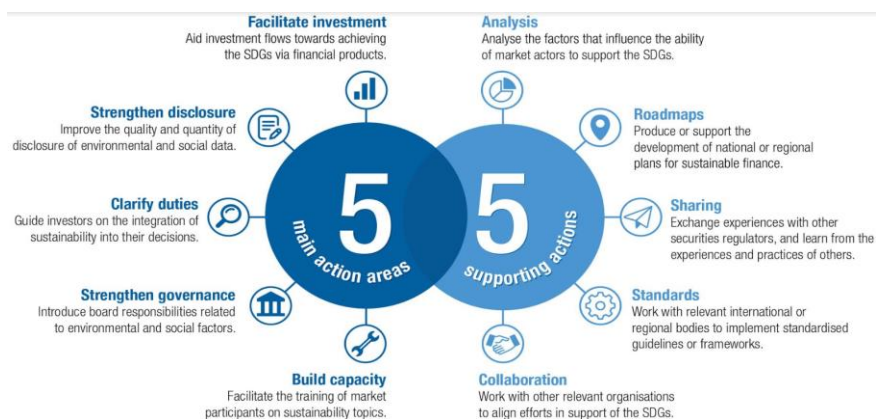 Facilitate investment
Aid investment flows towards achieving
the SDGs via financial products.
Strengthen disclosure
Improve the quality and quantity of
disclosure of environmental and social data.
Clarify duties
Guide investors on the integration of
sustainability into their decisions.
Strengthen governance
Introduce board responsibilities related
to environmental and social factors.
Build capacity
Facilitate the training of market
participants on sustainability topics.
5
main action areas
5
supporting actions
Analysis
Analyse the factors that influence the ability
of market actors to support the SDGs.
Roadmaps
Produce or support the
development of national or regional
plans for sustainable finance.
Sharing
Exchange experiences with other
securities regulators, and learn from the
experiences and practices of others.
Standards
Work with relevant international or
regional bodies to implement standardised
guidelines or frameworks.
Collaboration
Work with other relevant organisations
to align efforts in support of the SDGs.